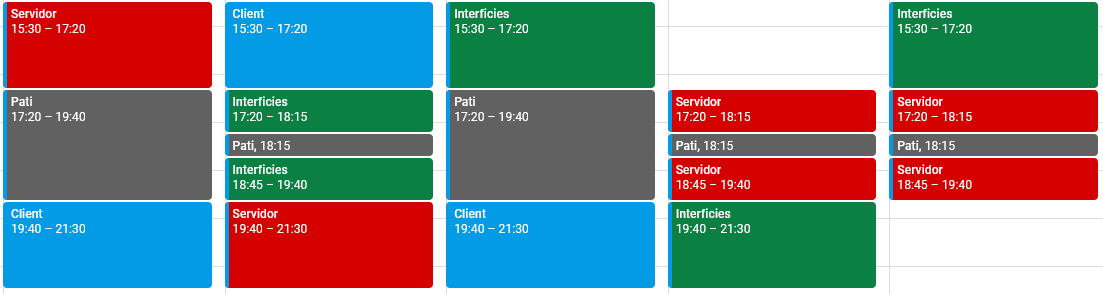 Servidor
15:30 – 17:20
Pati
17:20 – 19:40
Client
19:40 – 21:30
Client
15:30 – 17:20
Interficies
17:20 – 18:15
Pati, 18:15
Interficies
18:45 – 19:40
Servidor
19:40 – 21:30
Interficies
15:30 – 17:20
Pati
17:20 – 19:40
Client
19:40 – 21:30
Servidor
17:20 – 18:15
Pati, 18:15
Servidor
18:45 – 19:40
Interficies
19:40 – 21:30
Interficies
15:30 – 17:20
Servidor
17:20 – 18:15
Pati, 18:15
Servidor
18:45 – 19:40